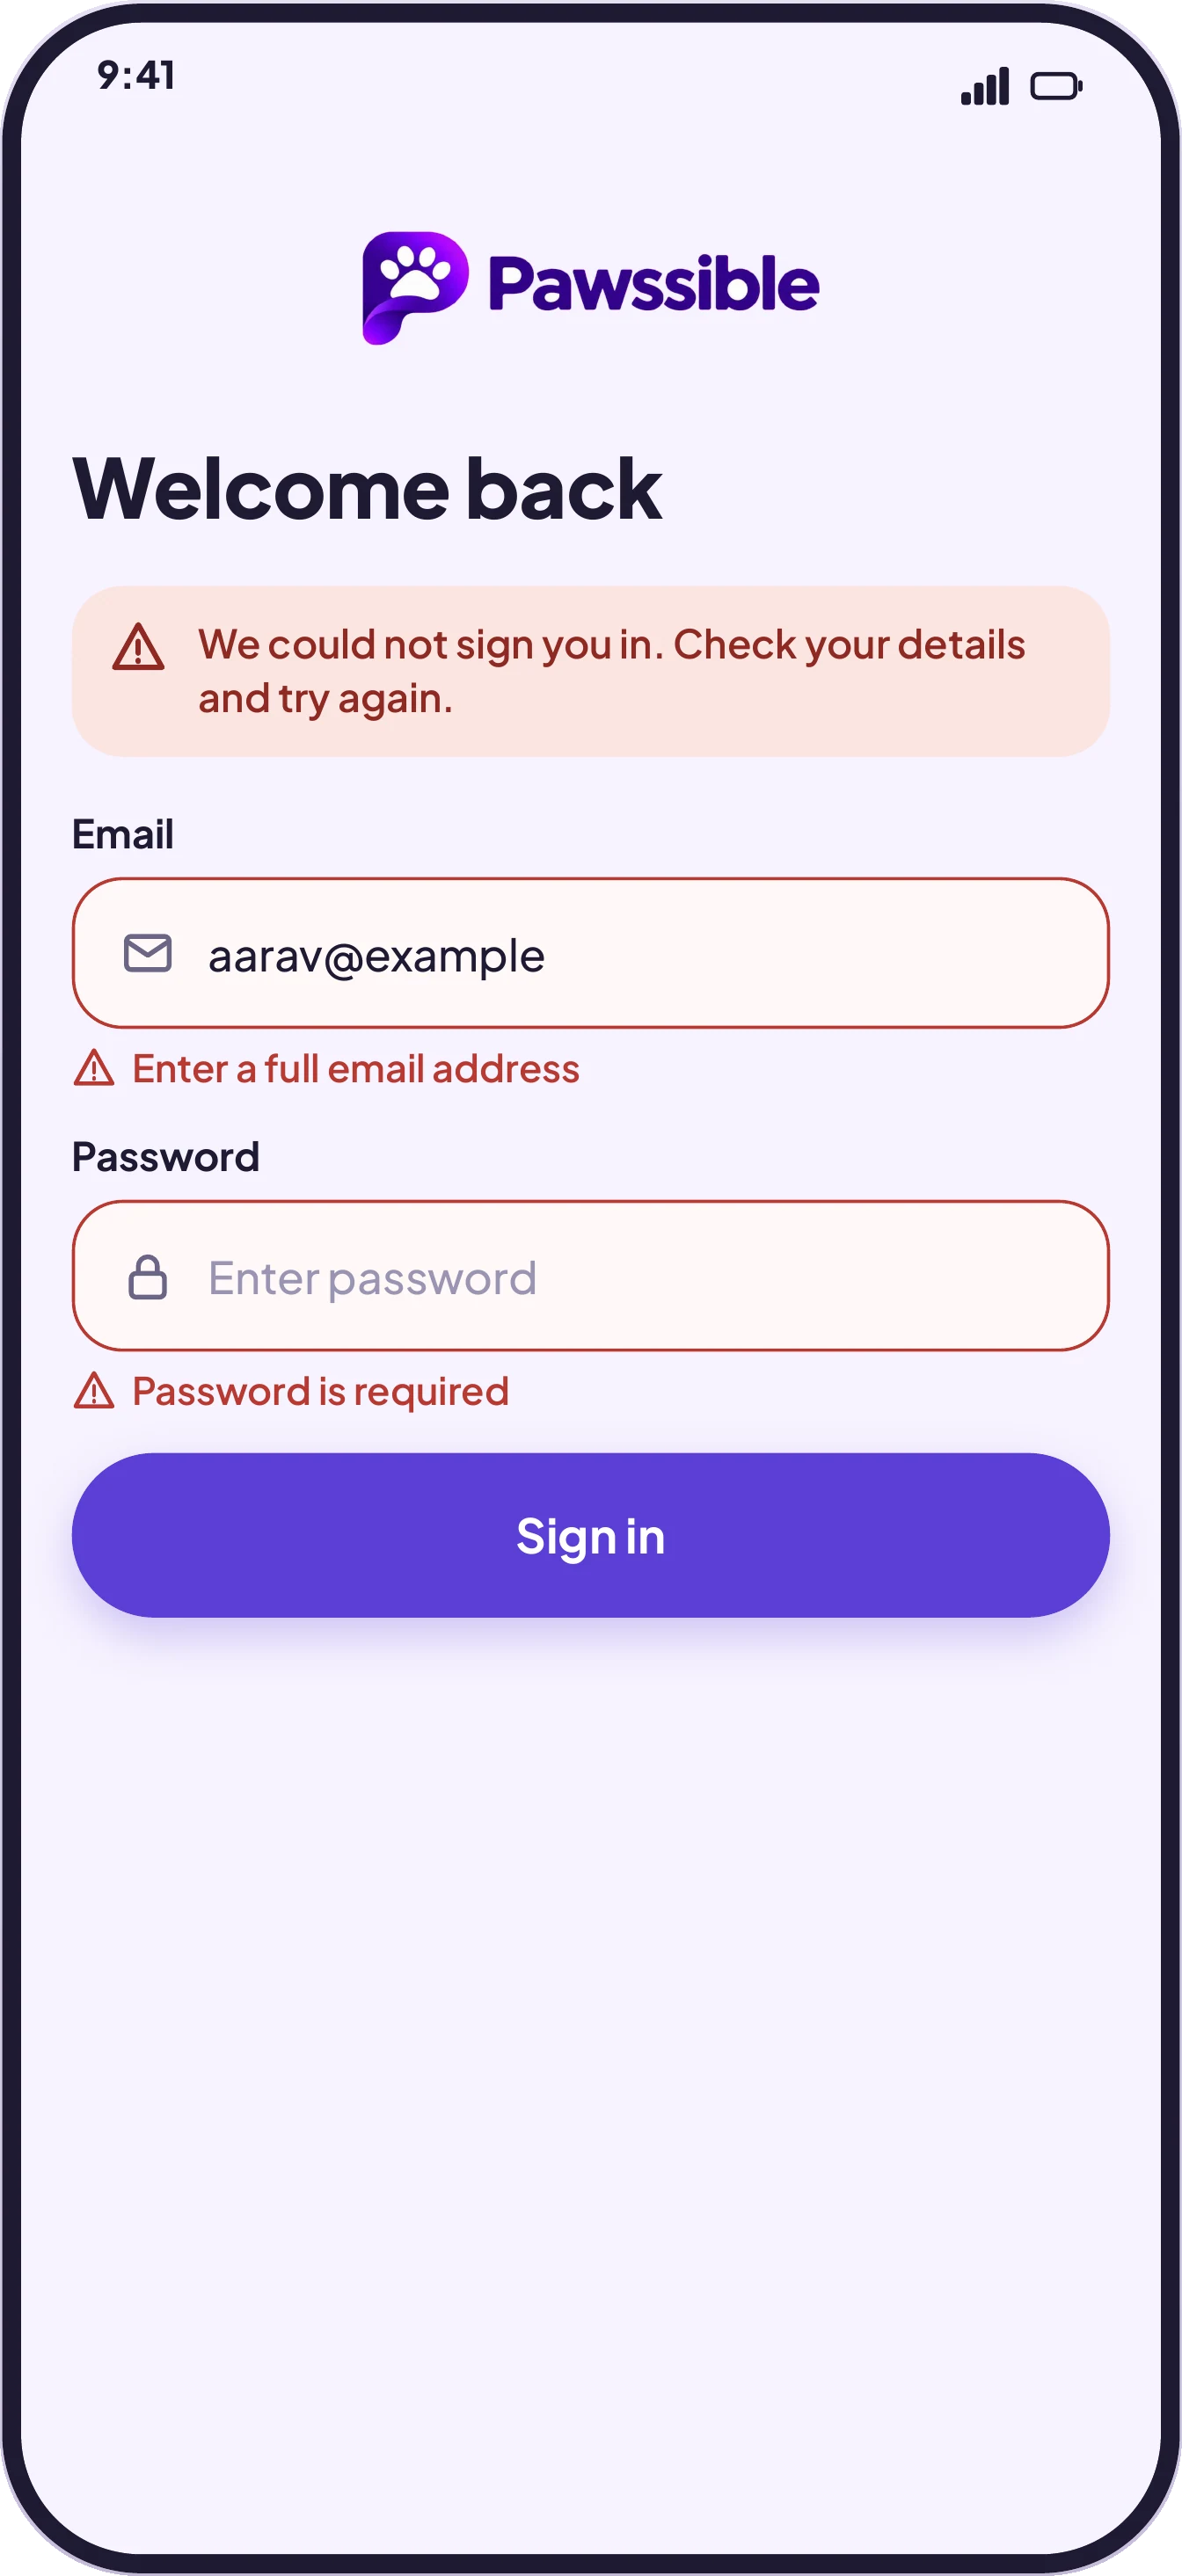 9:41
Pawssible
Welcome back
We could not sign you in. Check your details
and try again.
Email
aarav@example
Enter a full email address
Password
Enter password
Password is required
Sign in